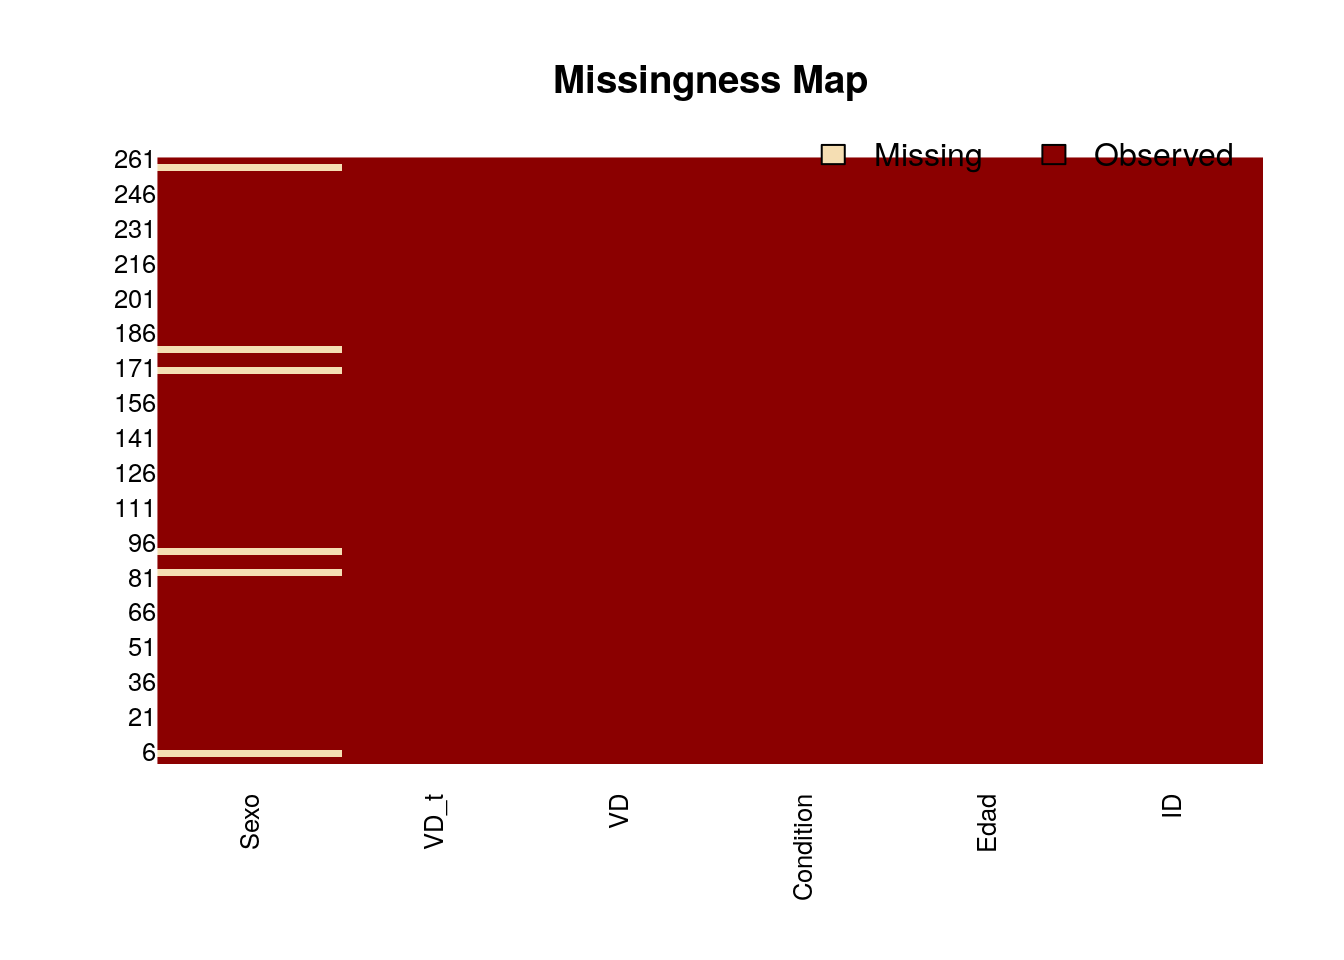 Missingness Map
Missing Observed
261
246
231
216
201
186
171
156
141
126
111
96
81
66
51
36
21
6
Sexo
VD_t
VD
Condition
Edad
ID